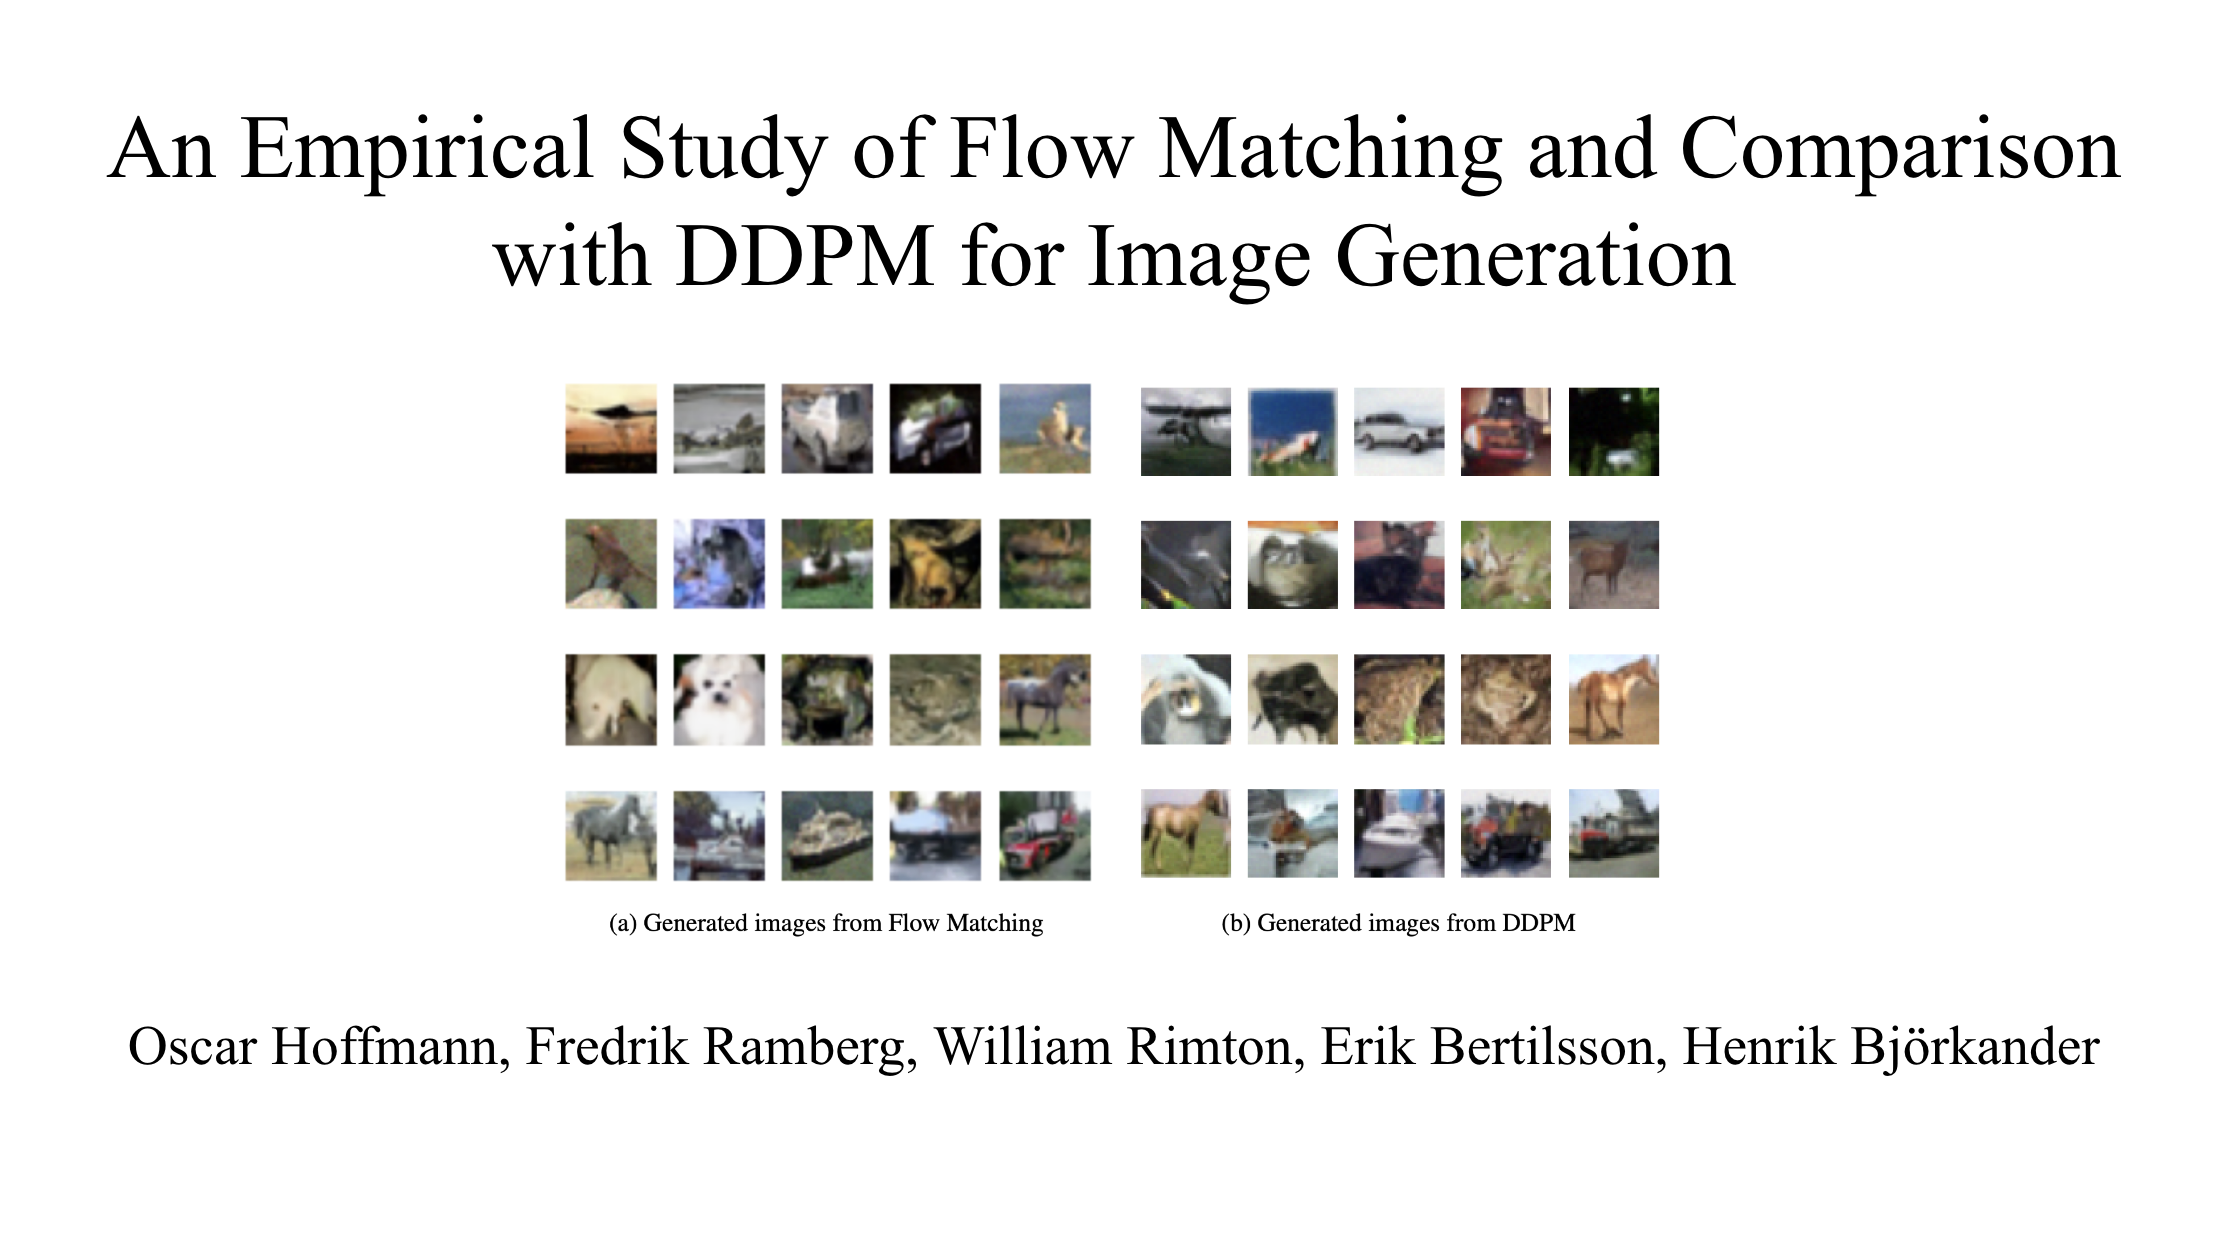 An Empirical Study of Flow Matching and Comparison
with DDPM for Image Generation
(a) Generated images from Flow Matching
(b) Generated images from DDPM
Oscar Hoffmann, Fredrik Ramberg, William Rimton, Erik Bertilsson, Henrik Björkander